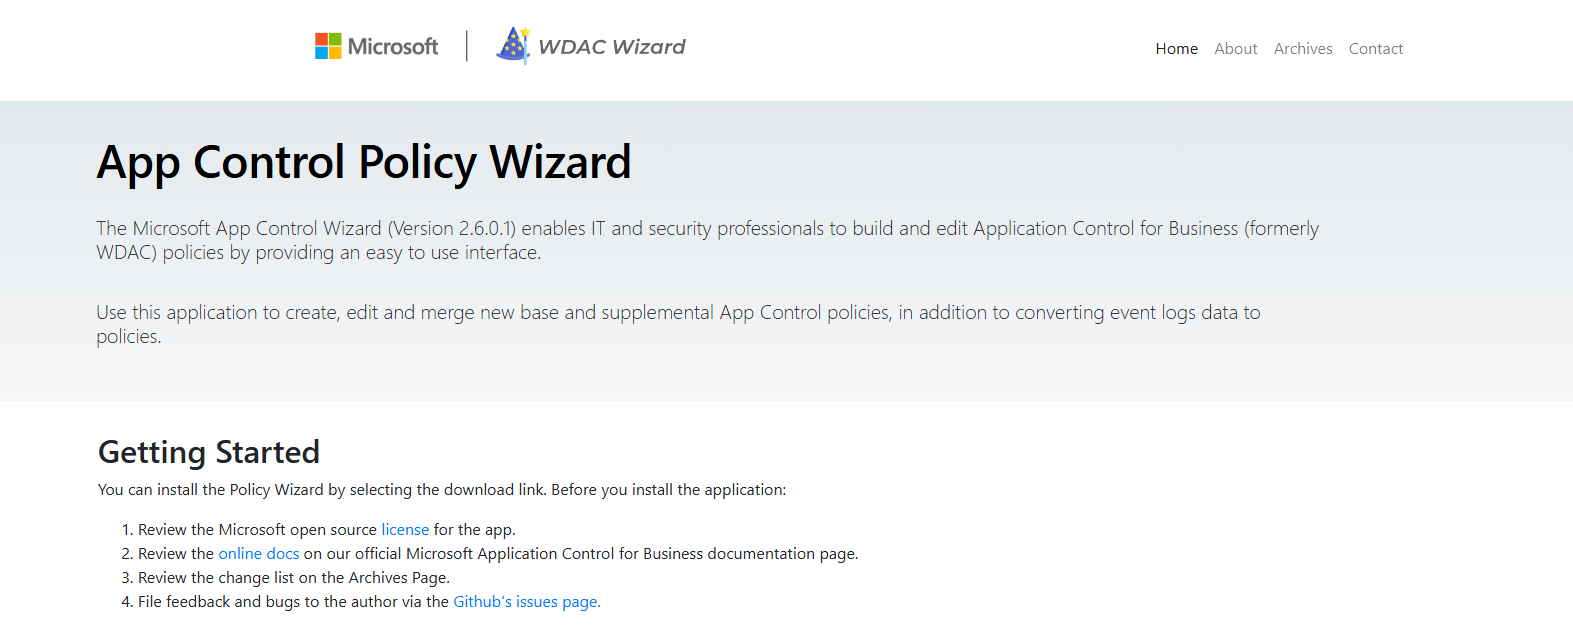 Microsoft | WDAC Wizard
Home About Archives Contact
App Control Policy Wizard
The Microsoft App Control Wizard (Version 2.6.0.1) enables IT and security professionals to build and edit Application Control for Business (formerly
WDAC) policies by providing an easy to use interface.
Use this application to create, edit and merge new base and supplemental App Control policies, in addition to converting event logs data to
policies.
Getting Started
You can install the Policy Wizard by selecting the download link. Before you install the application:
1. Review the Microsoft open source license for the app.
2. Review the online docs on our official Microsoft Application Control for Business documentation page.
3. Review the change list on the Archives Page.
4. File feedback and bugs to the author via the Github's issues page.